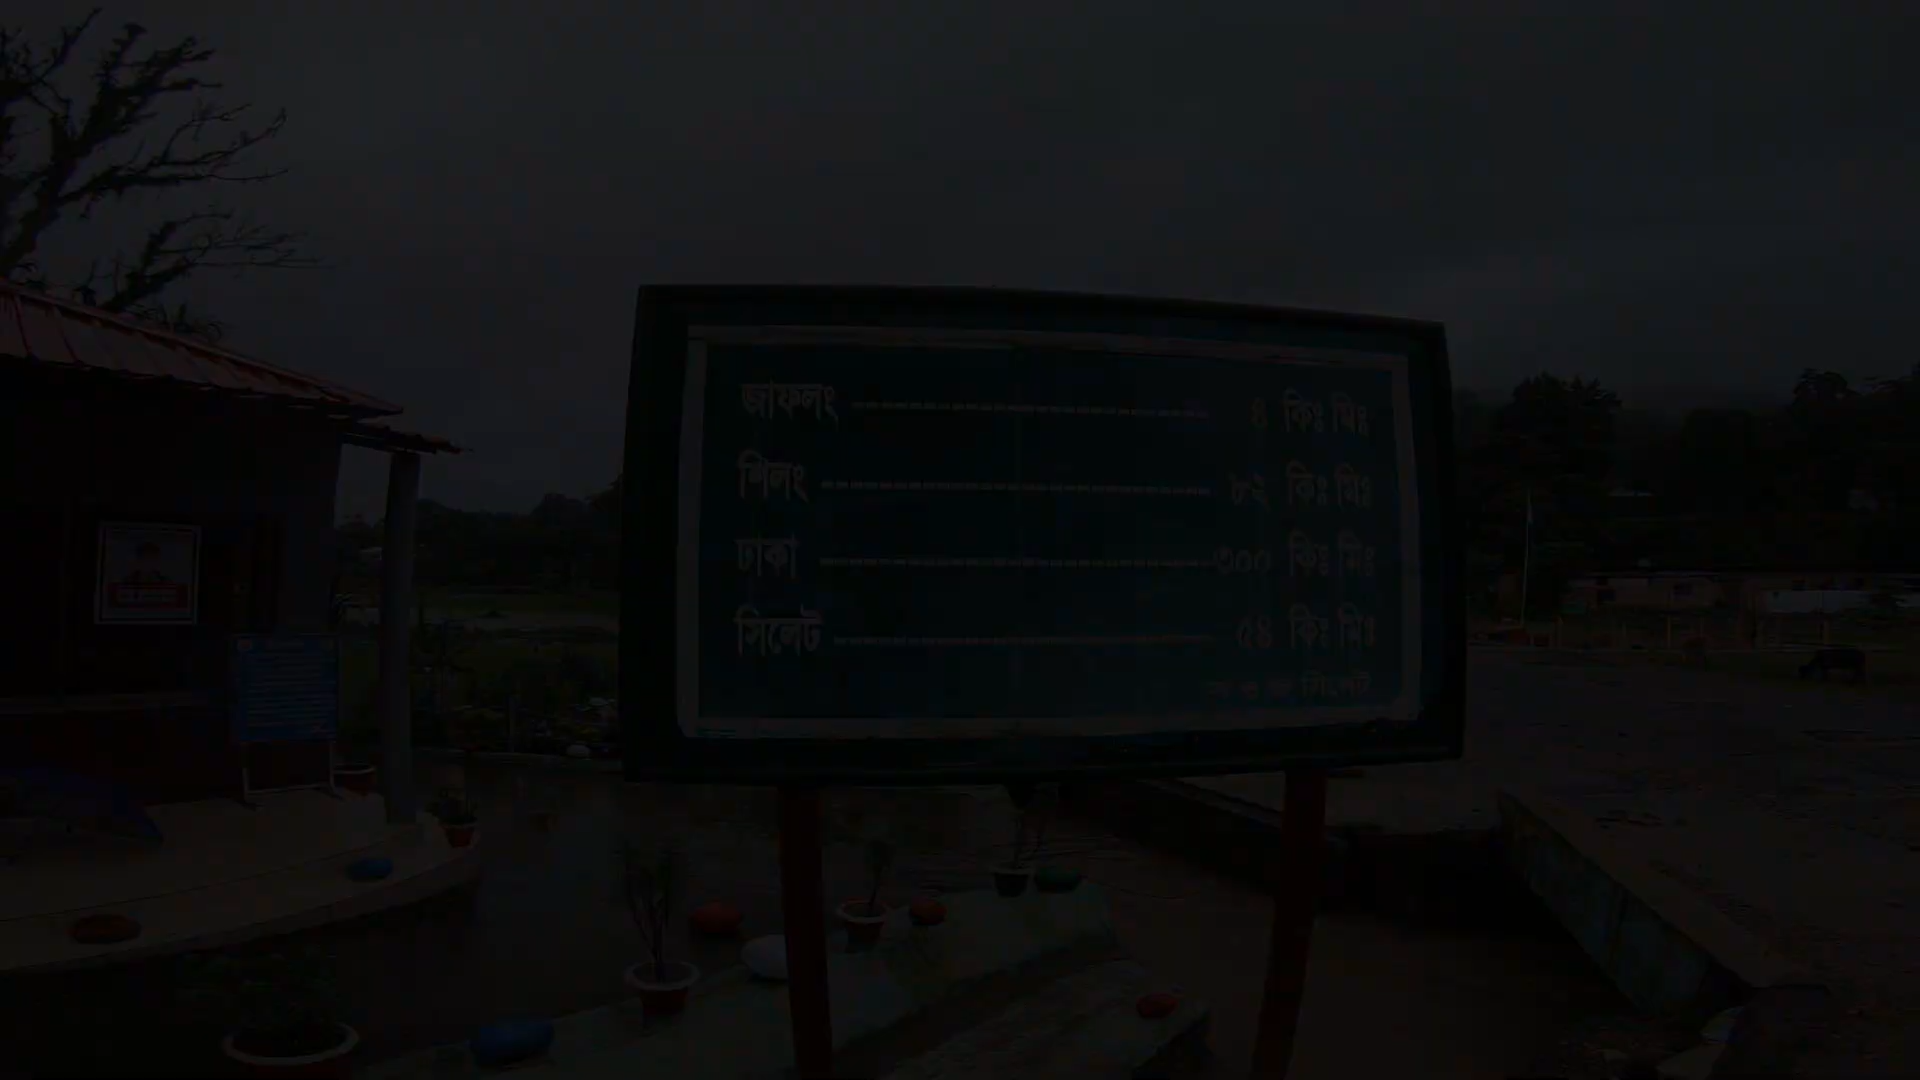 জাফলং ---------------------------------- ৪ কিঃ মিঃ
শিলং ------------------------------------- ৮২ কিঃ মিঃ
ঢাকা -------------------------------------৩০০ কিঃ মিঃ
সিলেট ------------------------------------ ৫৪ কিঃ মিঃ
সিলেট